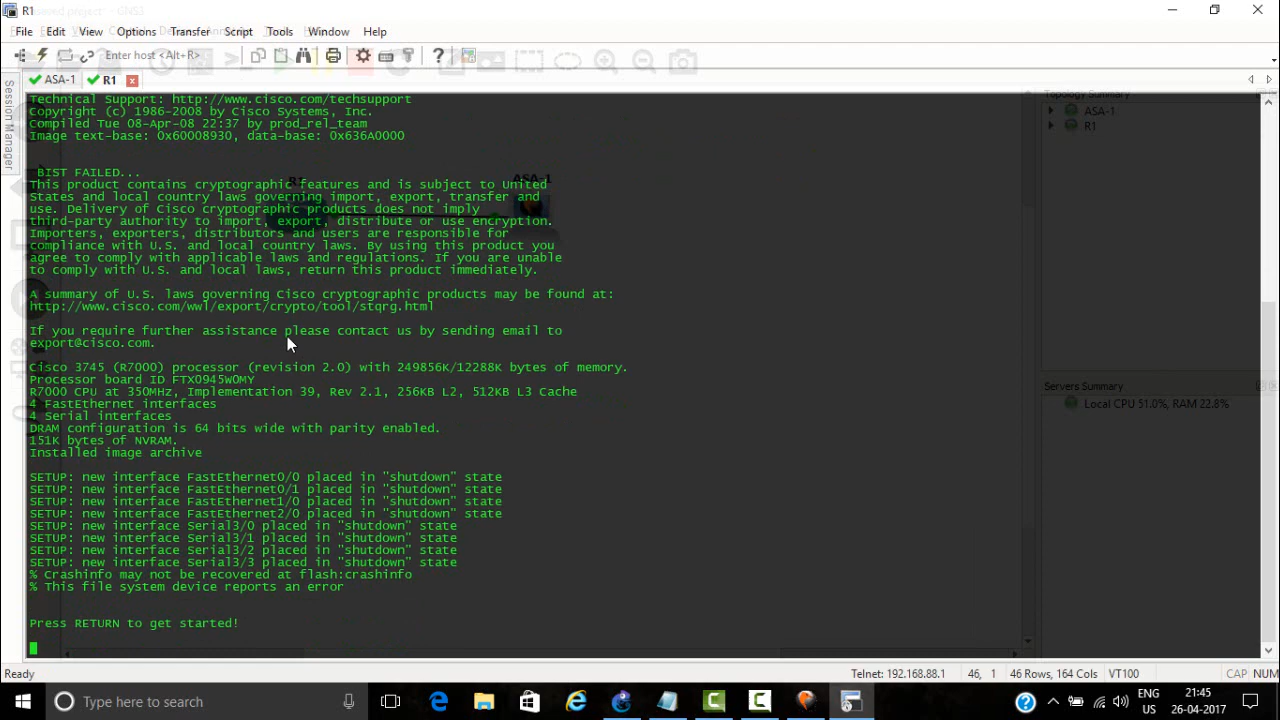 R1
File Edit View Options Transfer Script Tools Window Help
Enter host <Alt+R>
ASA-1 R1
Session Manager
Technical Support: http://www.cisco.com/techsupport
Copyright (c) 1986-2008 by Cisco Systems, Inc.
Compiled Tue 08-Apr-08 22:37 by prod_rel_team
Image text-base: 0x60008930, data-base: 0x636A0000
BIST FAILED...
This product contains cryptographic features and is subject to United
States and local country laws governing import, export, transfer and
use. Delivery of Cisco cryptographic products does not imply
third-party authority to import, export, distribute or use encryption.
Importers, exporters, distributors and users are responsible for
compliance with U.S. and local country laws. By using this product you
agree to comply with applicable laws and regulations. If you are unable
to comply with U.S. and local laws, return this product immediately.
A summary of U.S. laws governing Cisco cryptographic products may be found at:
http://www.cisco.com/wwl/export/crypto/tool/stqrg.html
If you require further assistance please contact us by sending email to
export@cisco.com.
Cisco 3745 (R7000) processor (revision 2.0) with 249856K/12288K bytes of memory.
Processor board ID FTX0945W0MY
R7000 CPU at 350MHz, Implementation 39, Rev 2.1, 256KB L2, 512KB L3 Cache
4 FastEthernet interfaces
4 Serial interfaces
DRAM configuration is 64 bits wide with parity enabled.
151K bytes of NVRAM.
Installed image archive
SETUP: new interface FastEthernet0/0 placed in "shutdown" state
SETUP: new interface FastEthernet0/1 placed in "shutdown" state
SETUP: new interface FastEthernet1/0 placed in "shutdown" state
SETUP: new interface FastEthernet2/0 placed in "shutdown" state
SETUP: new interface Serial3/0 placed in "shutdown" state
SETUP: new interface Serial3/1 placed in "shutdown" state
SETUP: new interface Serial3/2 placed in "shutdown" state
SETUP: new interface Serial3/3 placed in "shutdown" state
% Crashinfo may not be recovered at flash:crashinfo
% This file system device reports an error
Press RETURN to get started!
R1
ASA-1
Topology Summary
ASA-1
R1
Servers Summary
Local CPU 51.0%, RAM 22.8%
Ready
Telnet: 192.168.88.1 46, 1 46 Rows, 164 Cols VT100 CAP NUM
Type here to search
ENG
US
21:45
26-04-2017